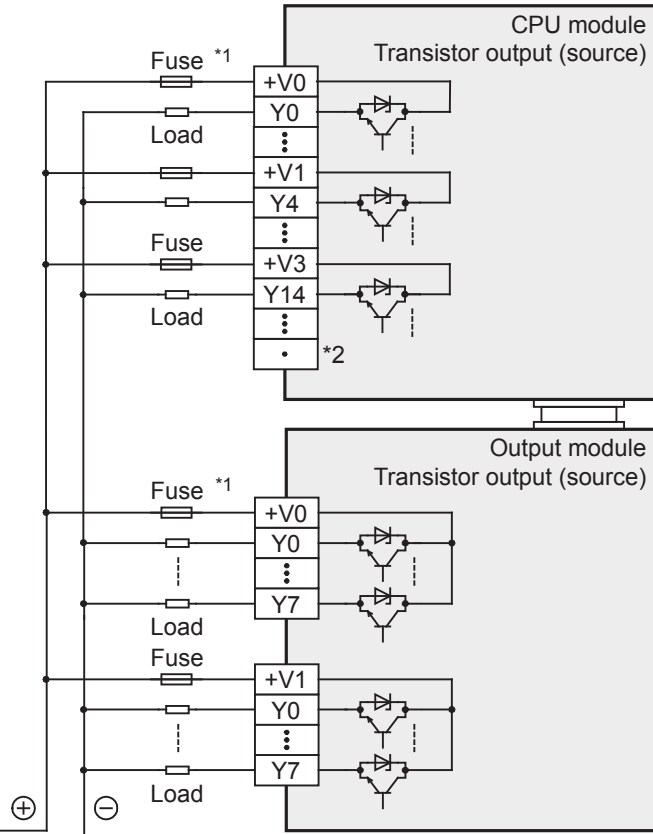 CPU module
Transistor output (source)
Fuse *1
+V0
Y0
Load
+V1
Y4
Fuse
+V3
Y14
Load
*2
Output module
Transistor output (source)
Fuse *1
+V0
Y0
Y7
Load
Fuse
+V1
Y0
Y7
Load
+ −